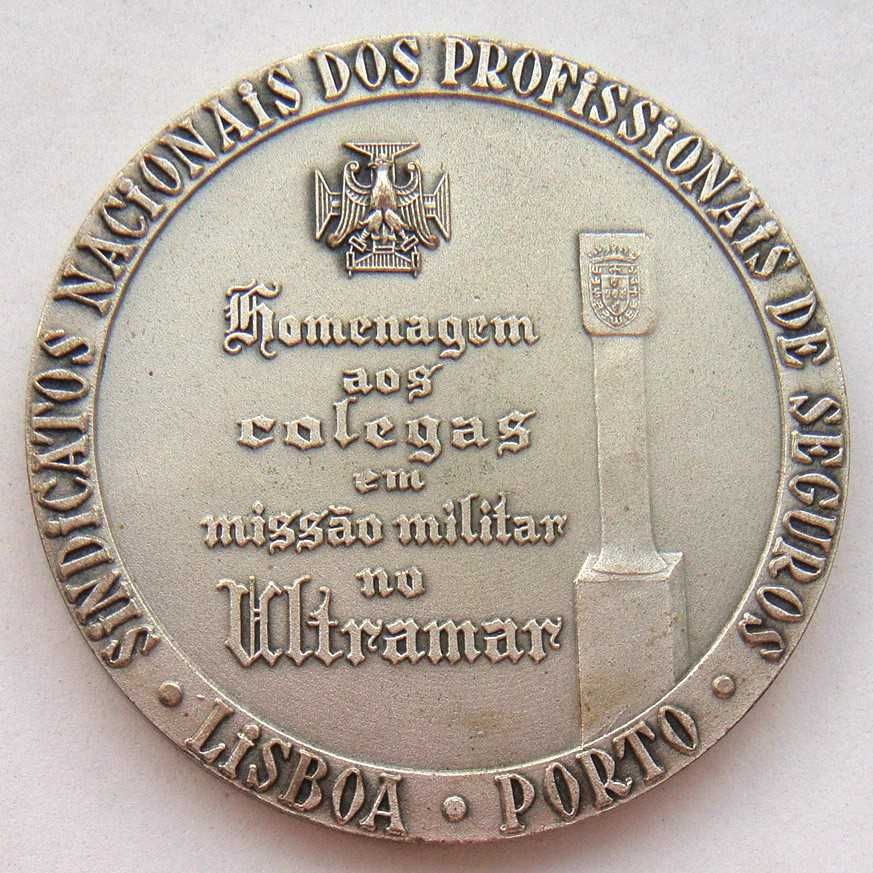 SiNDiCATOS NACiONAiS DOS PROFiSSiONAiS DE SEGUROS
Homenagem
aos
colegas
em
missão militar
no
Ultramar
• LiSBOA • PORTO •